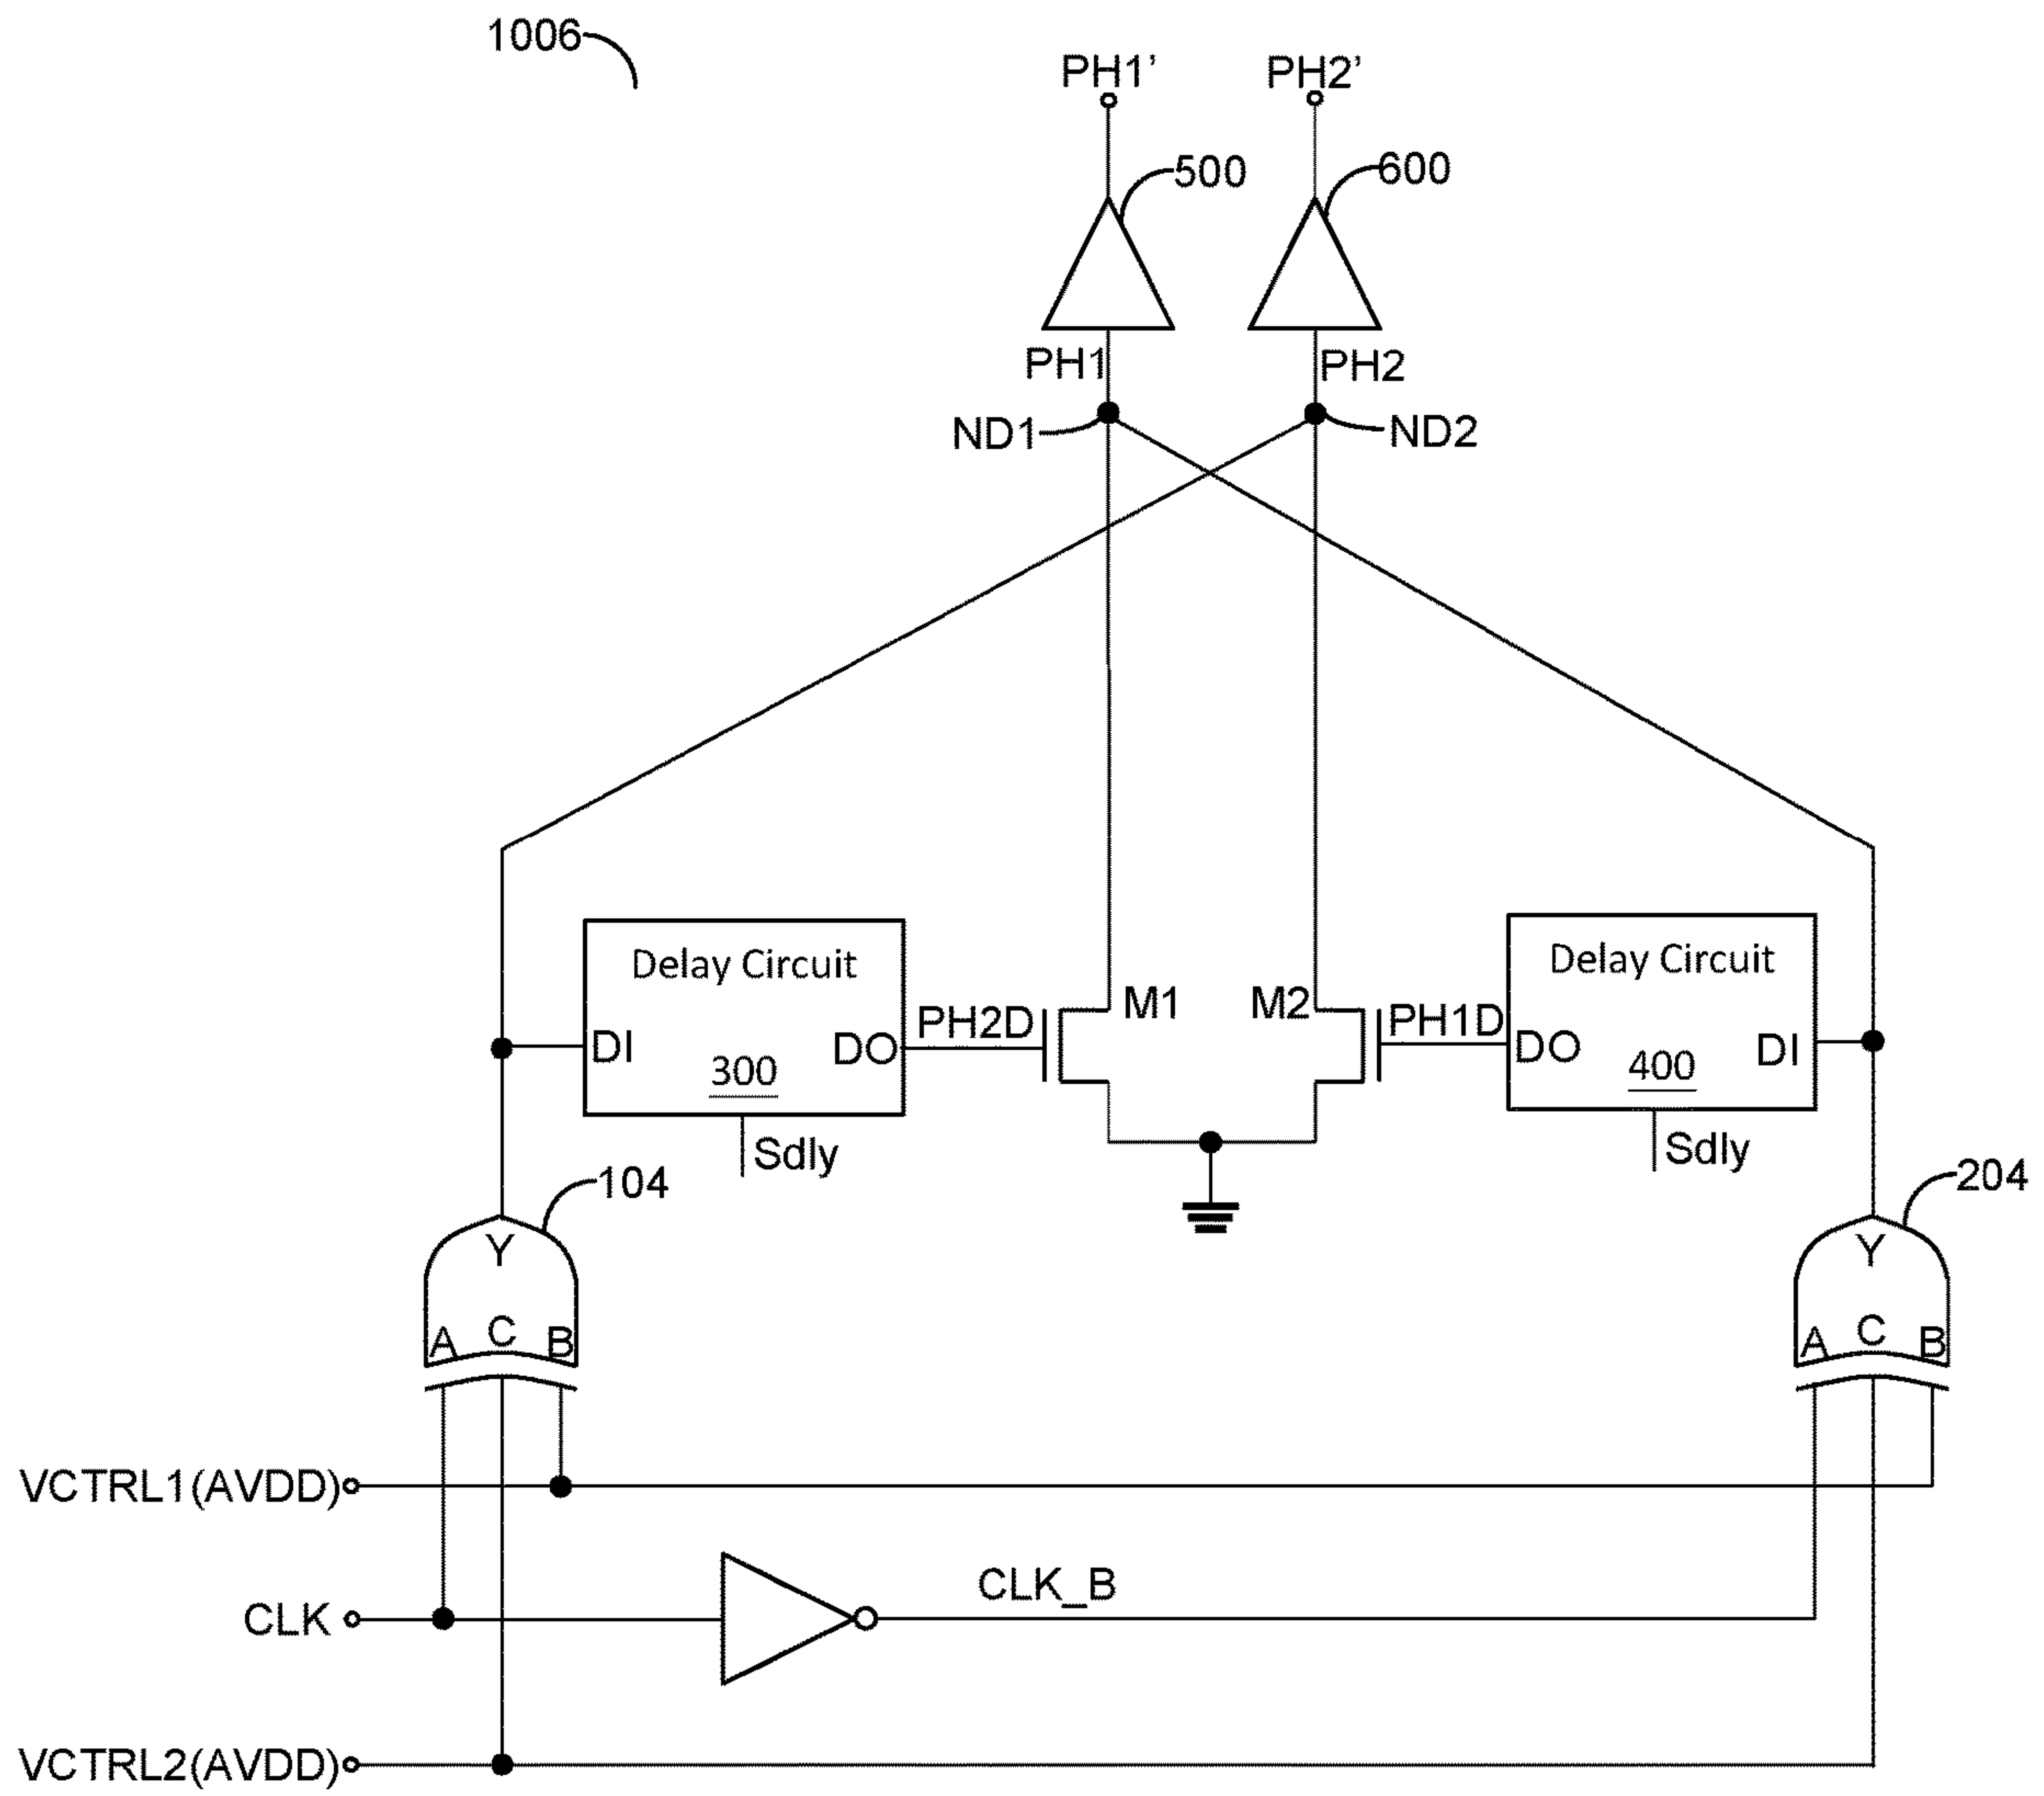 1006
PH1’ PH2’
500 600
PH1 PH2
ND1 ND2
Delay Circuit Delay Circuit
M1 M2
PH2D PH1D
DI DO DO DI
300 400
Sdly Sdly
104 204
Y Y
A C B A C B
VCTRL1(AVDD)
CLK_B
CLK
VCTRL2(AVDD)